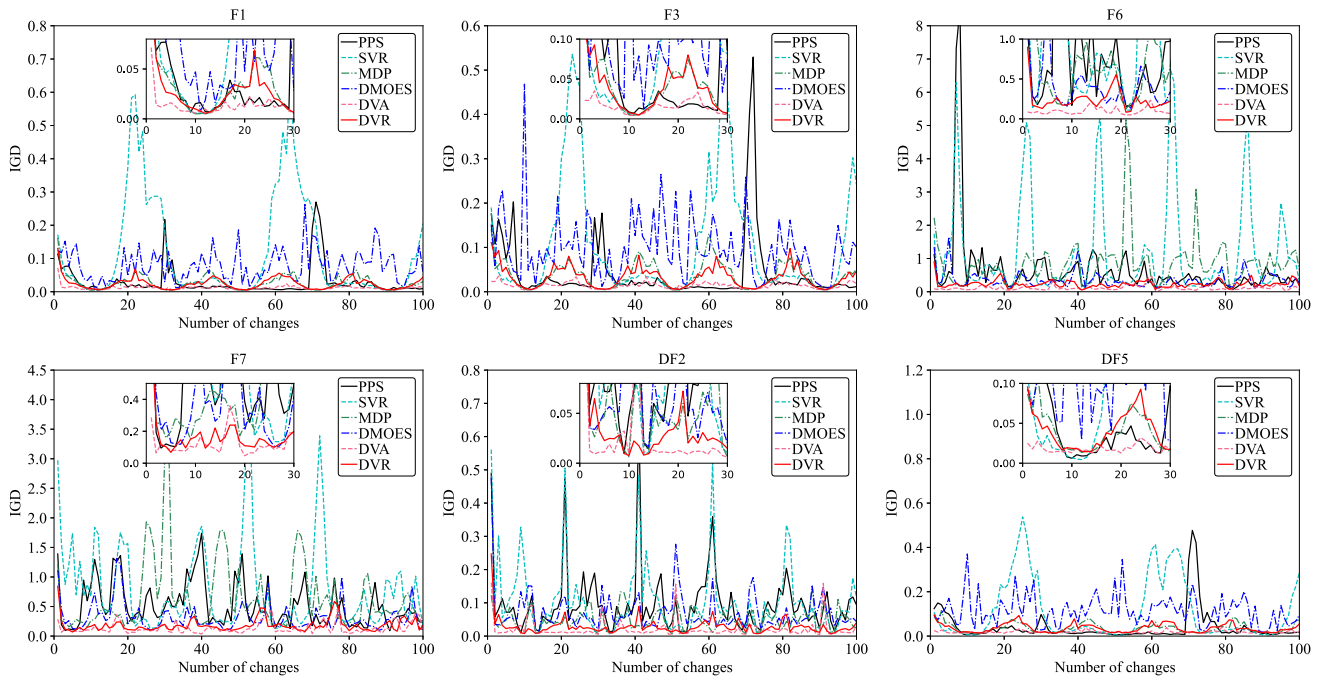 F1
IGD
0.8
0.7
0.6
0.5
0.4
0.3
0.2
0.1
0.0
0 20 40 60 80 100
Number of changes
0.05
0.00
0 10 20 30
PPS
SVR
MDP
DMOES
DVA
DVR
F3
IGD
0.6
0.5
0.4
0.3
0.2
0.1
0.0
0 20 40 60 80 100
Number of changes
0.10
0.05
0.00
0 10 20 30
PPS
SVR
MDP
DMOES
DVA
DVR
F6
IGD
8
7
6
5
4
3
2
1
0
0 20 40 60 80 100
Number of changes
1.0
0.5
0.0
0 10 20 30
PPS
SVR
MDP
DMOES
DVA
DVR
F7
IGD
4.5
4.0
3.5
3.0
2.5
2.0
1.5
1.0
0.5
0.0
0 20 40 60 80 100
Number of changes
0.4
0.2
0.0
0 10 20 30
PPS
SVR
MDP
DMOES
DVA
DVR
DF2
IGD
0.8
0.7
0.6
0.5
0.4
0.3
0.2
0.1
0.0
0 20 40 60 80 100
Number of changes
0.05
0.00
0 10 20 30
PPS
SVR
MDP
DMOES
DVA
DVR
DF5
IGD
1.2
1.0
0.8
0.6
0.4
0.2
0.0
0 20 40 60 80 100
Number of changes
0.10
0.05
0.00
0 10 20 30
PPS
SVR
MDP
DMOES
DVA
DVR